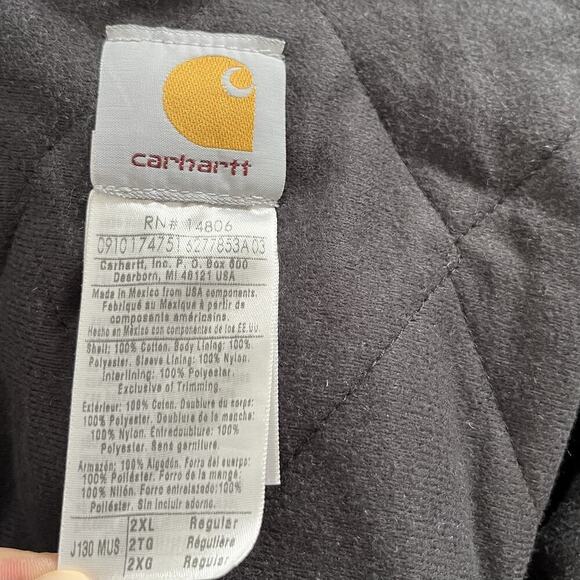 carhartt
RN# 14806
0910174751 6277853A 03
Carhartt, Inc. P. O. Box 600
Dearborn, MI 48121 USA
Made in Mexico from USA components.
Fabriqué au Mexique à partir de
composants américains.
Hecho en México con componentes de los EE.UU.
Shell: 100% Cotton. Body Lining: 100%
Polyester. Sleeve Lining: 100% Nylon.
Interlining: 100% Polyester.
Exclusive of Trimming.
Extérieur: 100% Coton. Doublure du corps:
100% Polyester. Doublure de la manche:
100% Nylon. Entredoublure: 100%
Polyester. Sans garniture.
Armazón: 100% Algodón. Forro del cuerpo:
100% Poliéster. Forro de la manga:
100% Nilón. Forro entrelazado: 100%
Poliéster. Sin incluir adorno.
2XL Regular
J130 MUS 2TG Régulière
2XG Regular